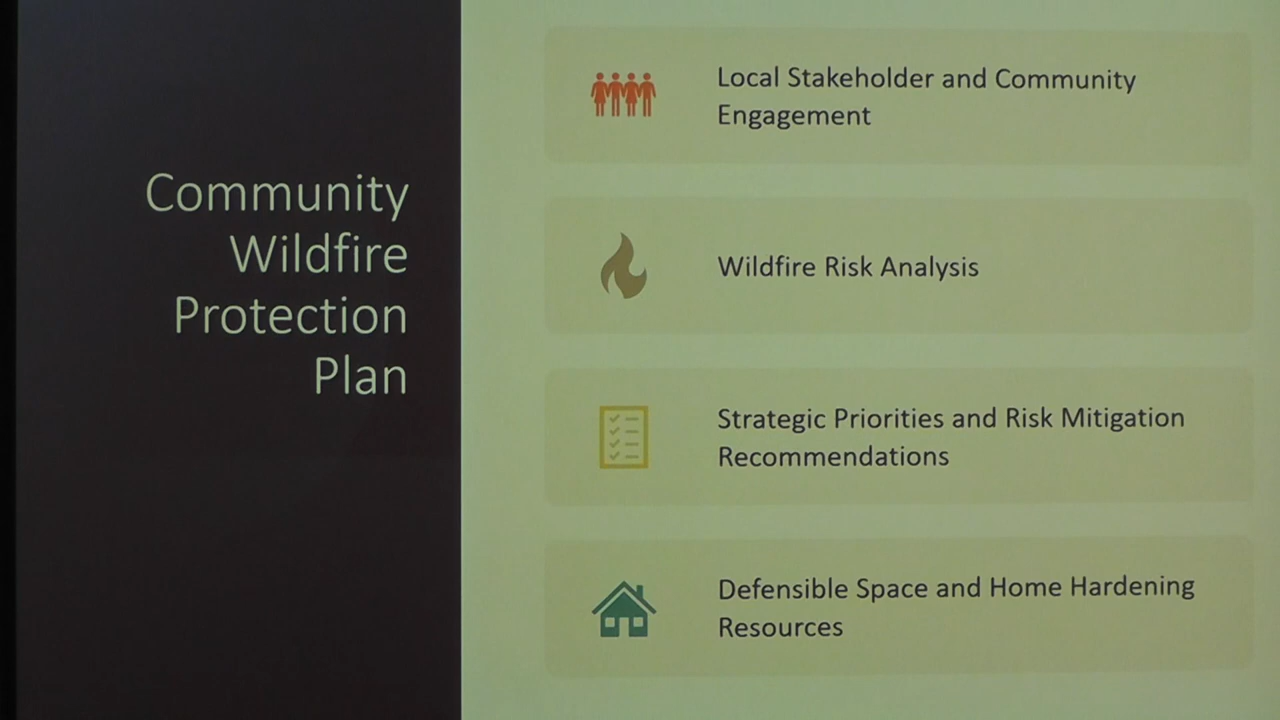 Community
Wildfire
Protection
Plan
Local Stakeholder and Community
Engagement
Wildfire Risk Analysis
Strategic Priorities and Risk Mitigation
Recommendations
Defensible Space and Home Hardening
Resources